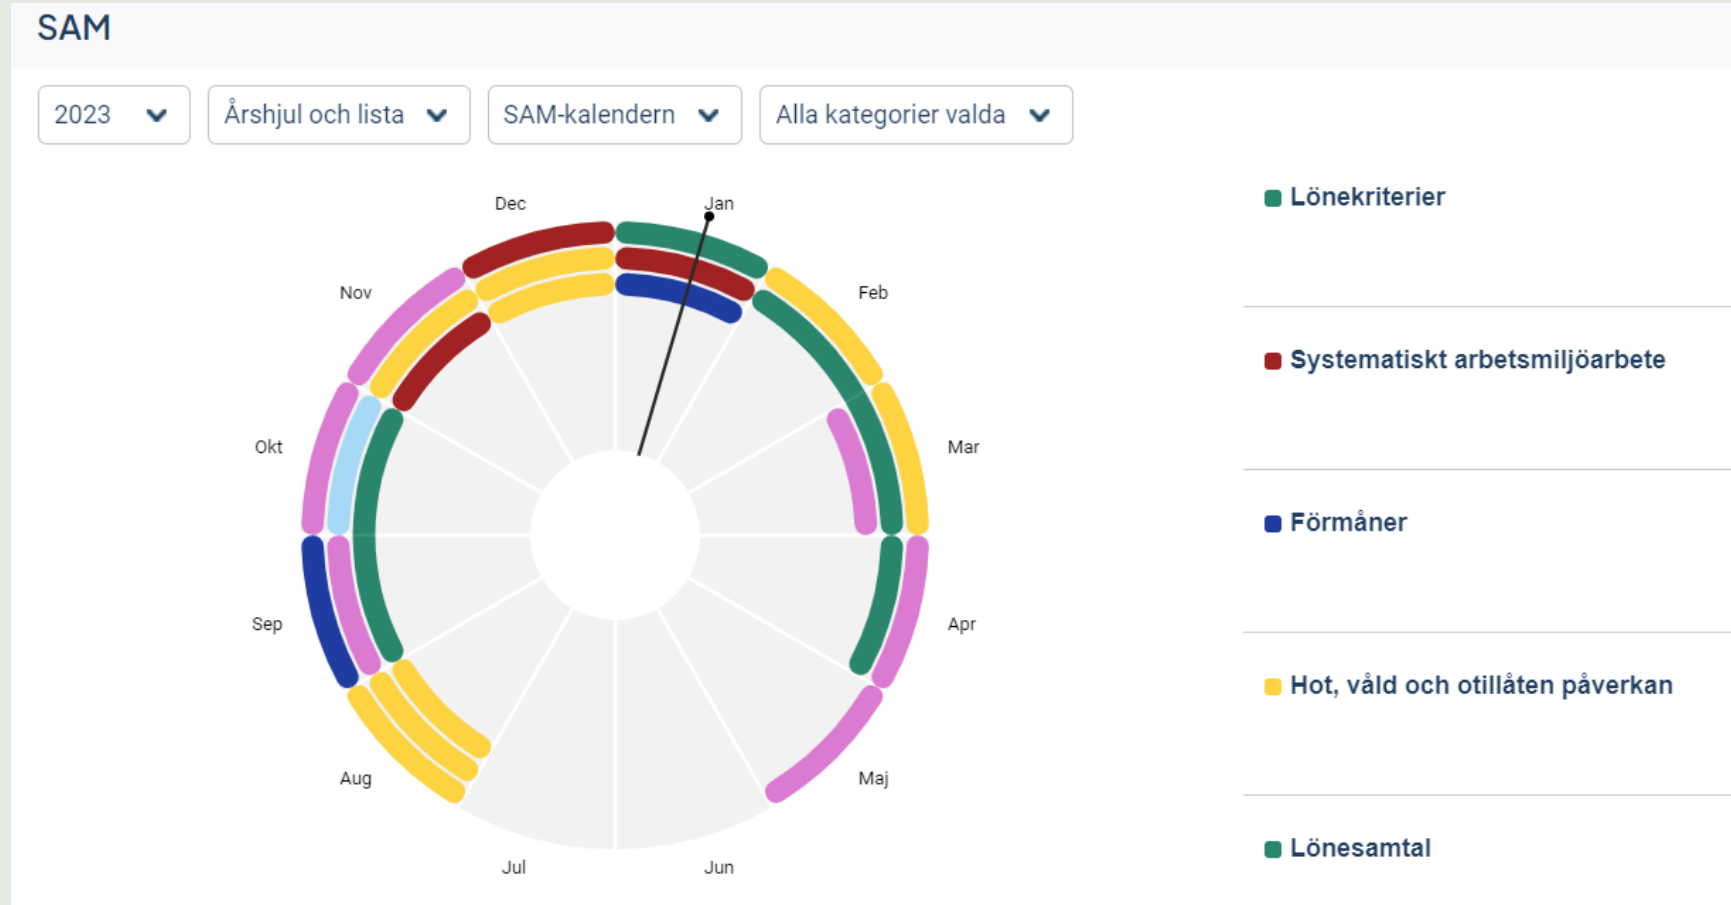 SAM
2023
Årshjul och lista
SAM-kalendern
Alla kategorier valda
Dec
Jan
Nov
Feb
Okt
Mar
Sep
Apr
Aug
Maj
Jul
Jun
Lönekriterier
Systematiskt arbetsmiljöarbete
Förmåner
Hot, våld och otillåten påverkan
Lönesamtal